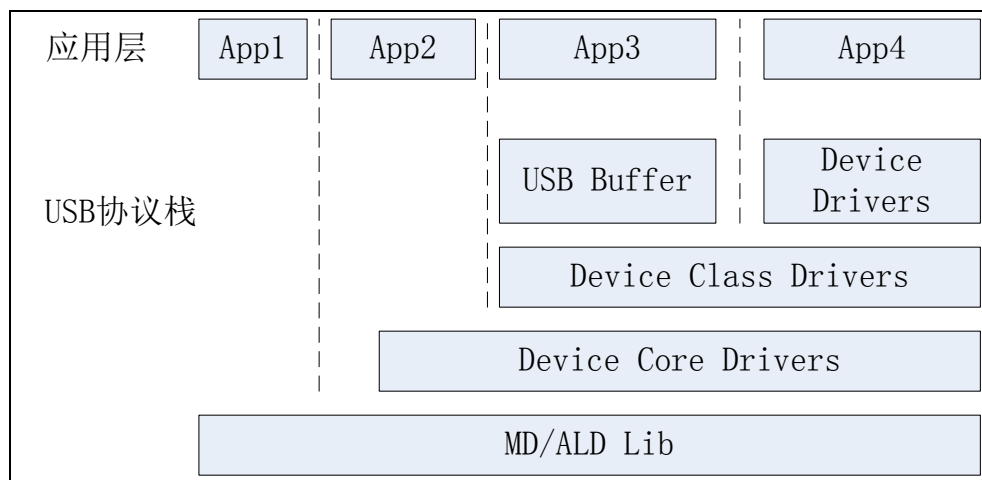 应用层 App1 App2 App3 App4
USB协议栈
USB Buffer
Device
Drivers
Device Class Drivers
Device Core Drivers
MD/ALD Lib